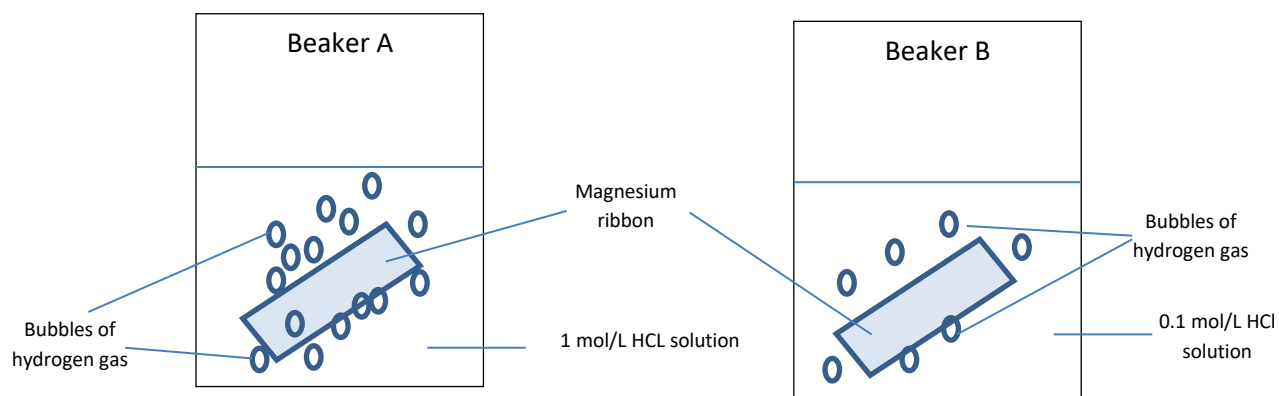 Beaker A
Beaker B
Magnesium
ribbon
Bubbles of
hydrogen gas
Bubbles of
hydrogen gas
1 mol/L HCL solution
0.1 mol/L HCl
solution